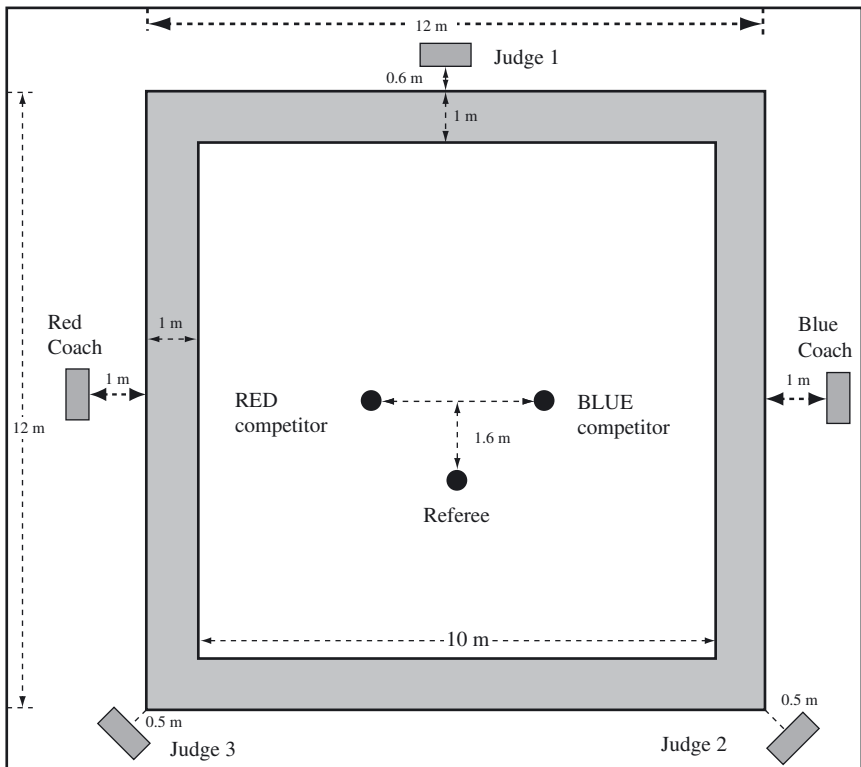 12 m
Judge 1
0.6 m
1 m
Red
Coach
1 m
12 m
1 m
RED
competitor
BLUE
competitor
1.6 m
Referee
Blue
Coach
1 m
10 m
0.5 m
Judge 3
0.5 m
Judge 2